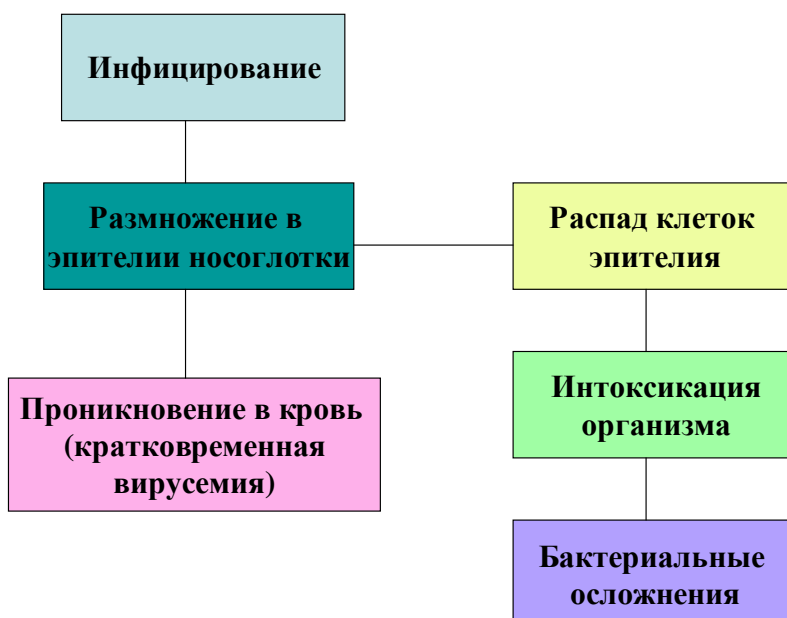 Инфицирование
Размножение в
эпителии носоглотки
Распад клеток
эпителия
Проникновение в кровь
(кратковременная
вирусемия)
Интоксикация
организма
Бактериальные
осложнения